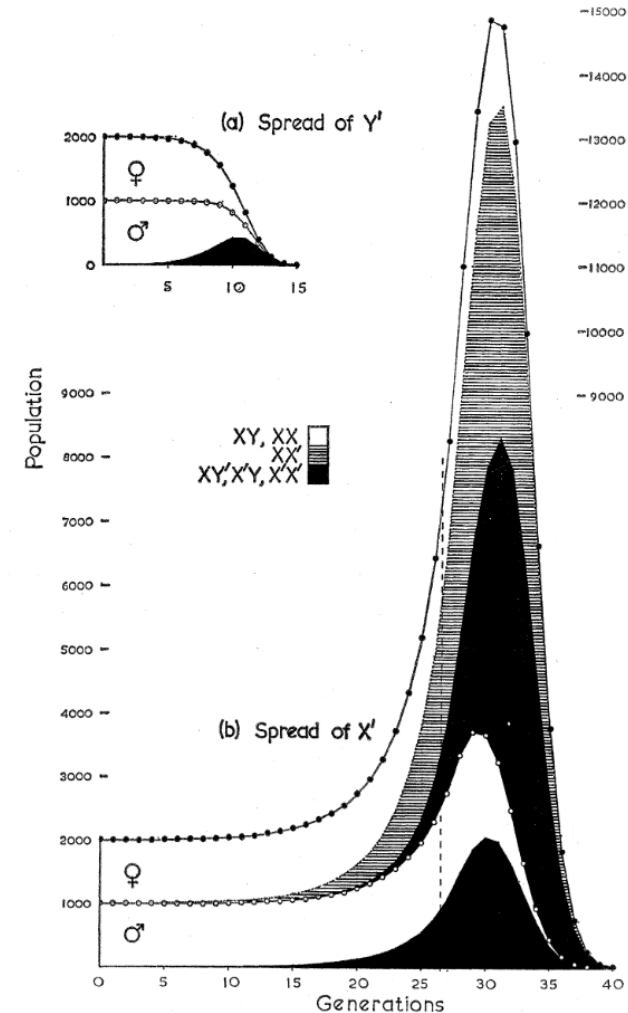 -15000
-14000
(a) Spread of Y'
-13000
2000
♀
-12000
1000
♂
-11000
0
5 10 15
-10000
9000 -
-9000
XY, XX
8000 -
XX'
XY',X'Y, X'X'
7000 -
6000 -
5000 -
4000 -
(b) Spread of X'
3000 -
2000
♀
1000
♂
0 5 10 15 20 25 30 35 40
Generations
Population